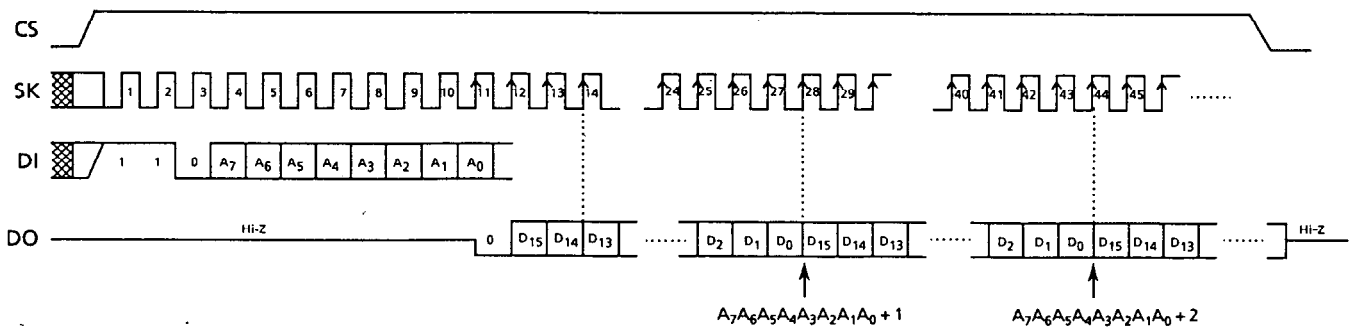 CS
SK 1 2 3 4 5 6 7 8 9 10 11 12 13 14 24 25 26 27 28 29 40 41 42 43 44 45 ......
DI 1 1 0 A7 A6 A5 A4 A3 A2 A1 A0
DO Hi-Z 0 D15 D14 D13 ...... D2 D1 D0 D15 D14 D13 ...... D2 D1 D0 D15 D14 D13 ...... Hi-Z
A7A6A5A4A3A2A1A0 + 1 A7A6A5A4A3A2A1A0 + 2